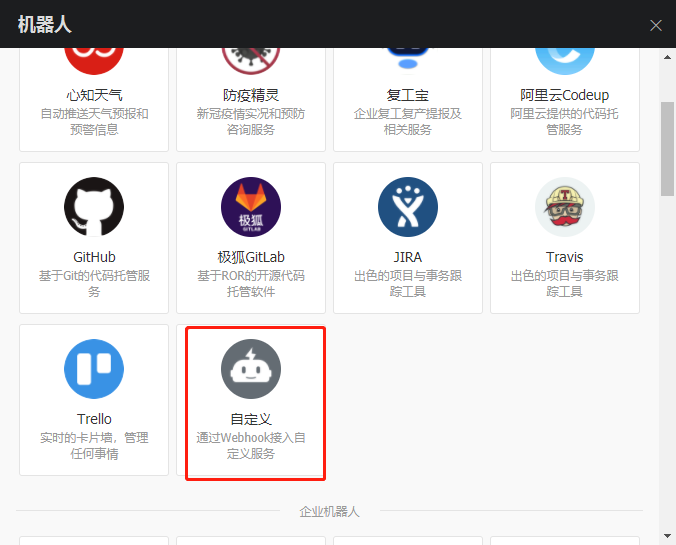 机器人
心知天气
自动推送天气预报和
预警信息
防疫精灵
新冠疫情实况和预防
咨询服务
复工宝
企业复工复产提报及
相关服务
阿里云Codeup
阿里云提供的代码托
管服务
GitHub
基于Git的代码托管服
务
极狐
GITLAB
极狐GitLab
基于ROR的开源代码
托管软件
JIRA
出色的项目与事务跟
踪工具
T
Travis
出色的项目与事务跟
踪工具
Trello
实时的卡片墙，管理
任何事情
自定义
通过Webhook接入自
定义服务
企业机器人